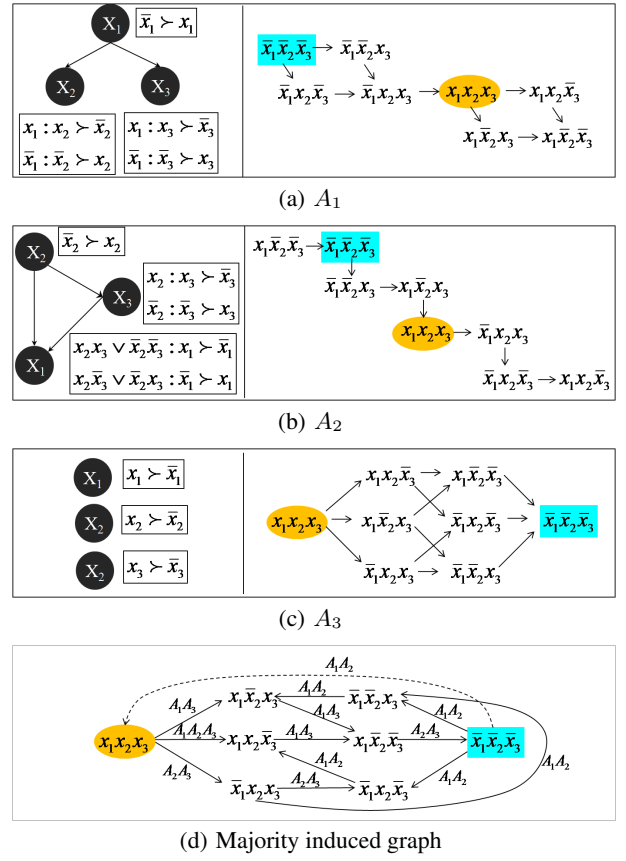 X₁ x̄₁ ≻ x₁
X₂ X₃
x₁ : x₂ ≻ x̄₂
x̄₁ : x̄₂ ≻ x₂
x₁ : x₃ ≻ x̄₃
x̄₁ : x̄₃ ≻ x₃
x̄₁x̄₂x̄₃ → x̄₁x̄₂x₃
x̄₁x₂x̄₃ → x̄₁x₂x₃ → x₁x₂x₃ → x₁x₂x̄₃
x₁x̄₂x₃ → x₁x̄₂x̄₃
(a) A₁
X₂ x̄₂ ≻ x₂
X₃
x₂ : x₃ ≻ x̄₃
x̄₂ : x̄₃ ≻ x₃
X₁
x₂x₃ ∨ x̄₂x̄₃ : x₁ ≻ x̄₁
x₂x̄₃ ∨ x̄₂x₃ : x̄₁ ≻ x₁
x₁x̄₂x̄₃ → x̄₁x̄₂x̄₃
x̄₁x̄₂x₃ → x₁x̄₂x₃
x₁x₂x₃ → x̄₁x₂x₃
x̄₁x₂x̄₃ → x₁x₂x̄₃
(b) A₂
X₁ x₁ ≻ x̄₁
X₂ x₂ ≻ x̄₂
X₂ x₃ ≻ x̄₃
x₁x₂x̄₃ → x₁x̄₂x̄₃
x₁x₂x₃ → x₁x̄₂x₃ x̄₁x₂x̄₃ → x̄₁x̄₂x̄₃
x̄₁x₂x₃ → x̄₁x̄₂x₃
(c) A₃
A₁A₂
A₁A₃ x₁x̄₂x₃ A₁A₂ x̄₁x̄₂x₃
A₁A₃ A₁A₂
x₁x₂x₃ A₁A₂A₃ x₁x₂x̄₃ A₁A₃ x₁x̄₂x̄₃ A₂A₃ x̄₁x̄₂x̄₃
A₂A₃ A₁A₂ A₁A₂ A₁A₂
x̄₁x₂x₃ A₂A₃ x̄₁x₂x̄₃
(d) Majority induced graph